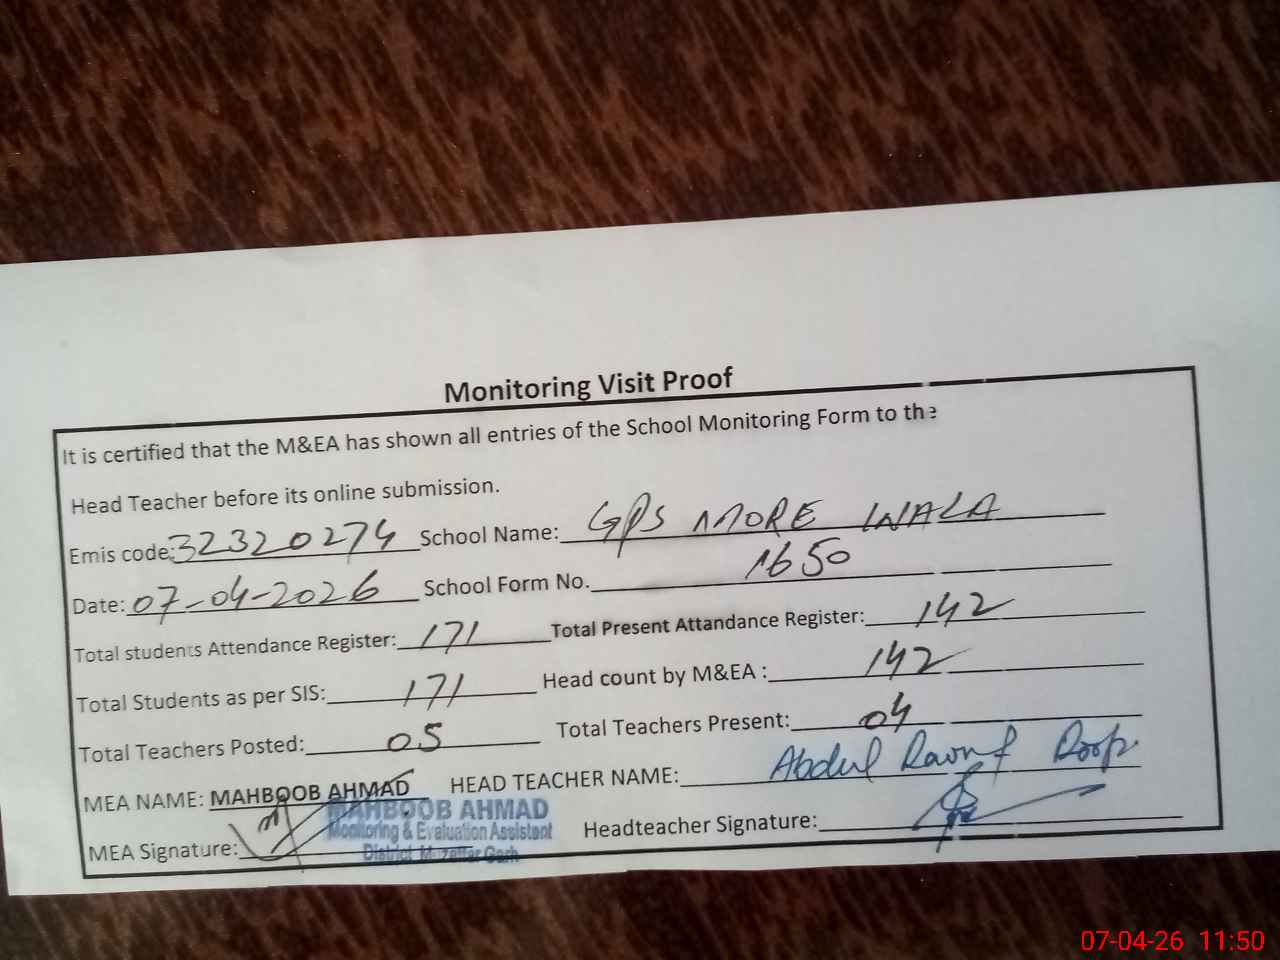 Monitoring Visit Proof
It is certified that the M&EA has shown all entries of the School Monitoring Form to the
Head Teacher before its online submission.
Emis code: 32320274 School Name: GPS MORE WALA
Date: 07-04-2026 School Form No. 1650
Total students Attendance Register: 171 Total Present Attandance Register: 142
Total Students as per SIS: 171 Head count by M&EA : 142
Total Teachers Posted: 05 Total Teachers Present: 04
MEA NAME: MAHBOOB AHMAD HEAD TEACHER NAME: Abdul Raouf
MEA Signature: Headteacher Signature:
MAHBOOB AHMAD
Monitoring & Evaluation Assistant
District Muzaffar Garh
07-04-26 11:50